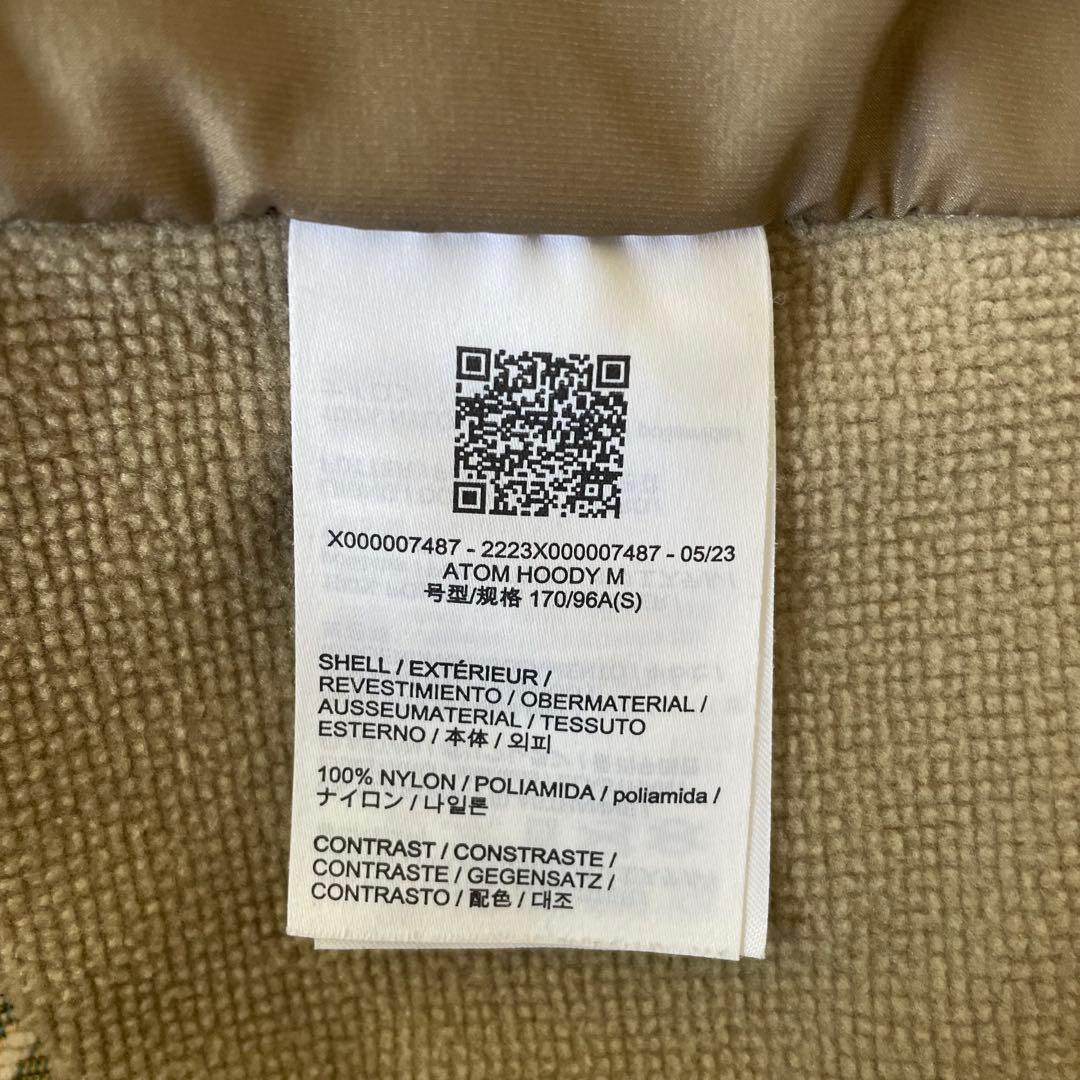 X000007487 - 2223X000007487 - 05/23
ATOM HOODY M
号型/规格 170/96A(S)
SHELL / EXTÉRIEUR /
REVESTIMIENTO / OBERMATERIAL /
AUSSEUMATERIAL / TESSUTO
ESTERNO / 本体 / 외피
100% NYLON / POLIAMIDA / poliamida /
ナイロン / 나일론
CONTRAST / CONSTRASTE /
CONTRASTE / GEGENSATZ /
CONTRASTO / 配色 / 대조